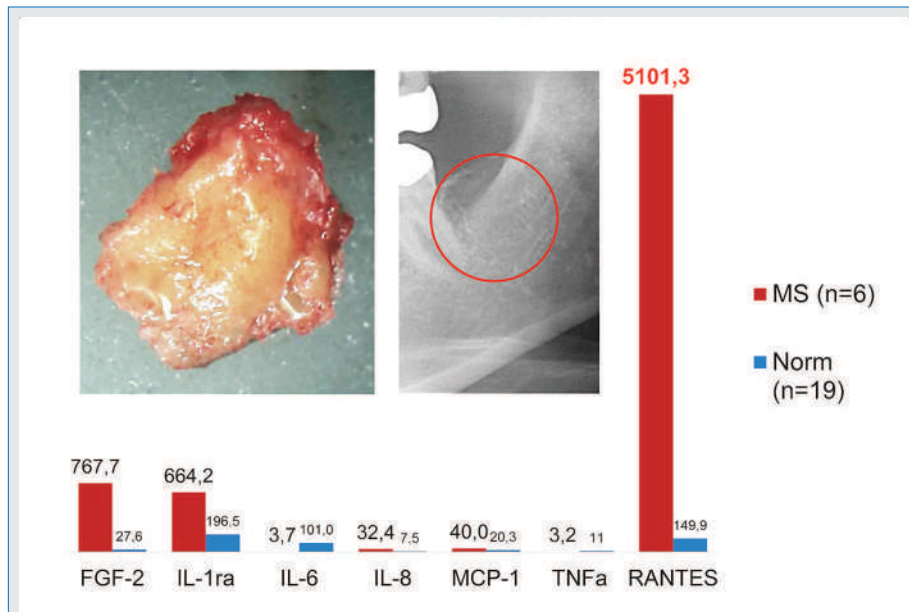 5101,3
MS (n=6)
Norm
(n=19)
767,7
27,6
664,2
196,5
3,7
101,0
32,4
7,5
40,0
20,3
3,2
11
149,9
FGF-2
IL-1ra
IL-6
IL-8
MCP-1
TNFa
RANTES